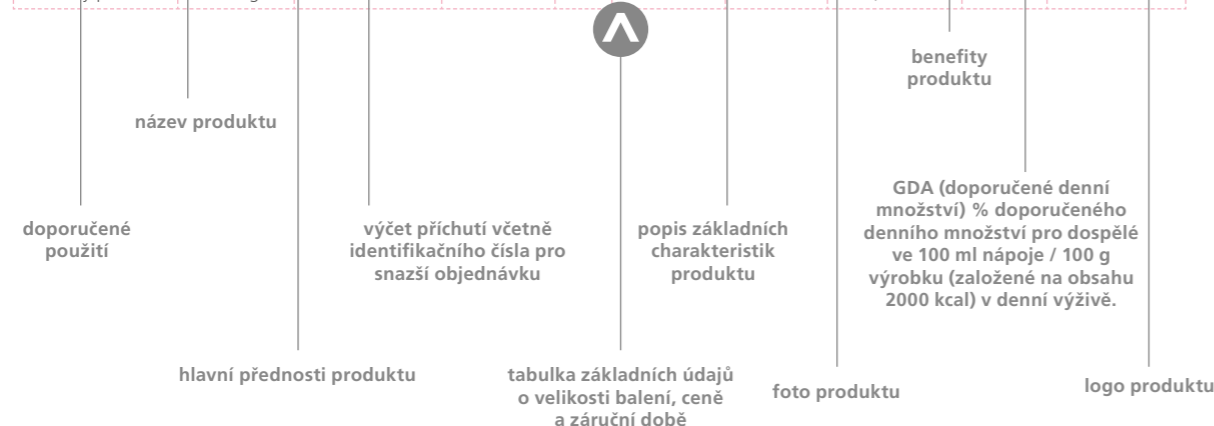 benefity
produktu
název produktu
GDA (doporučené denní
množství) % doporučeného
denního množství pro dospělé
ve 100 ml nápoje / 100 g
výrobku (založené na obsahu
2000 kcal) v denní výživě.
doporučené
použití
výčet příchutí včetně
identifikačního čísla pro
snazší objednávku
popis základních
charakteristik
produktu
hlavní přednosti produktu
tabulka základních údajů
o velikosti balení, ceně
a záruční době
foto produktu
logo produktu